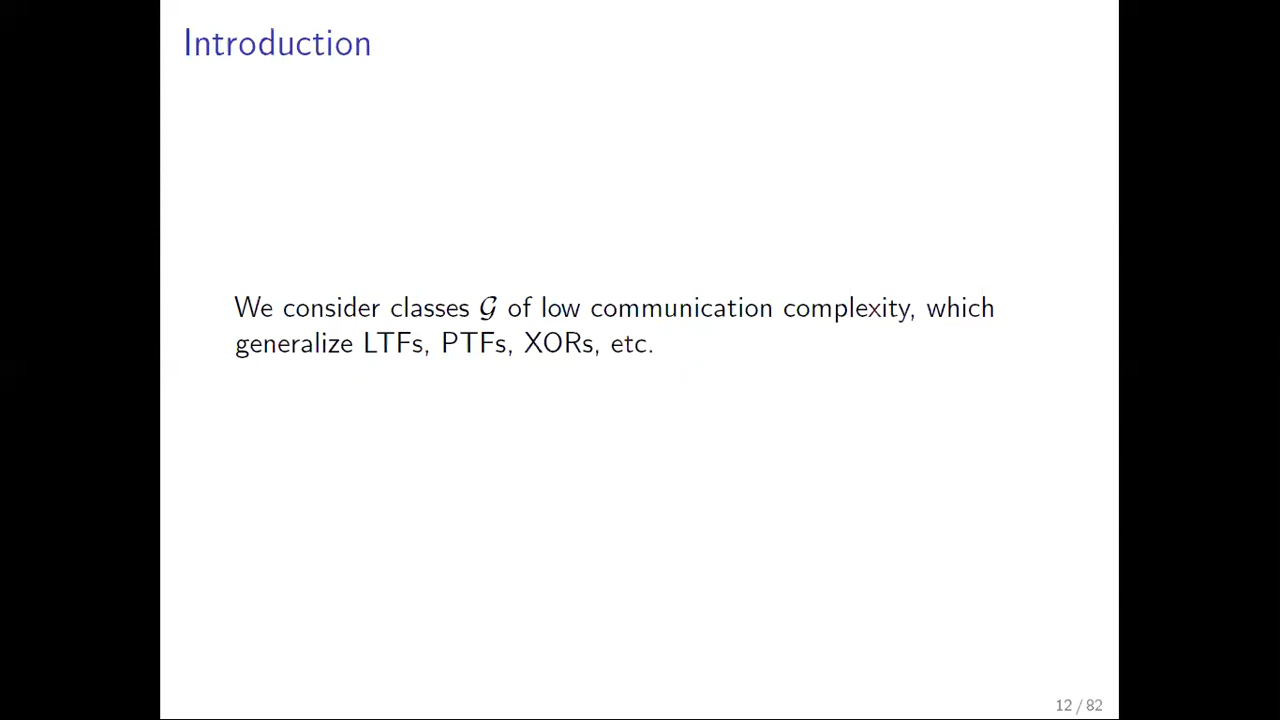 Introduction
We consider classes 𝒢 of low communication complexity, which
generalize LTFs, PTFs, XORs, etc.
12 / 82